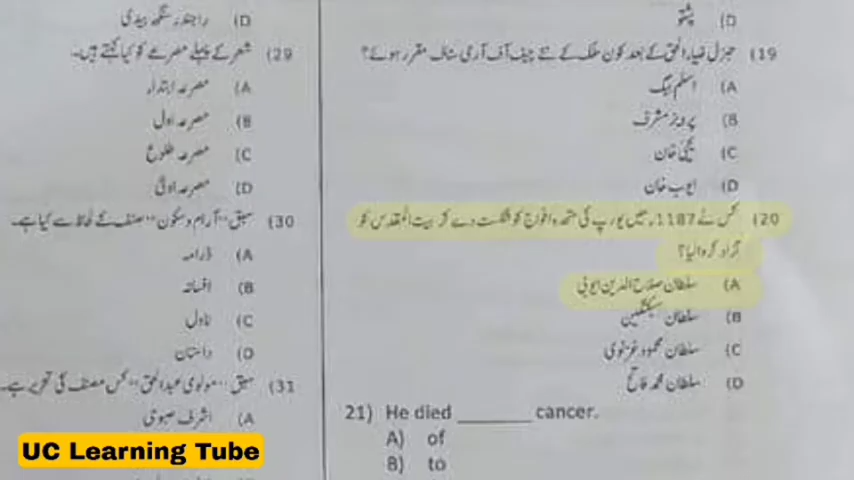 D) پشتو
19) جنرل ضیاء الحق کے بعد کون ملک کے نئے چیف آف آرمی سٹاف مقرر ہوئے؟
A) اسلم بیگ
B) پرویز مشرف
C) یحییٰ خان
D) ایوب خان
20) کس نے 1187ء میں یورپ کی متحدہ افواج کو شکست دے کر بیت المقدس کو
آزاد کروالیا؟
A) سلطان صلاح الدین ایوبی
B) سلطان سبکتگین
C) سلطان محمود غزنوی
D) سلطان محمد فاتح
21) He died _______ cancer.
A) of
B) to
D) راجندر سنگھ بیدی
29) شعر کے پہلے مصرعے کو کیا کہتے ہیں۔
A) مصرعہ ابتداء
B) مصرعہ اول
C) مصرعہ طلوع
D) مصرعہ اولیٰ
30) سبق "آرام و سکون" صنف کے لحاظ سے کیا ہے۔
A) ڈرامہ
B) افسانہ
C) ناول
D) داستان
31) سبق "مولوی عبدالحق" کس مصنف کی تحریر ہے۔
A) اشرف صبوحی
UC Learning Tube